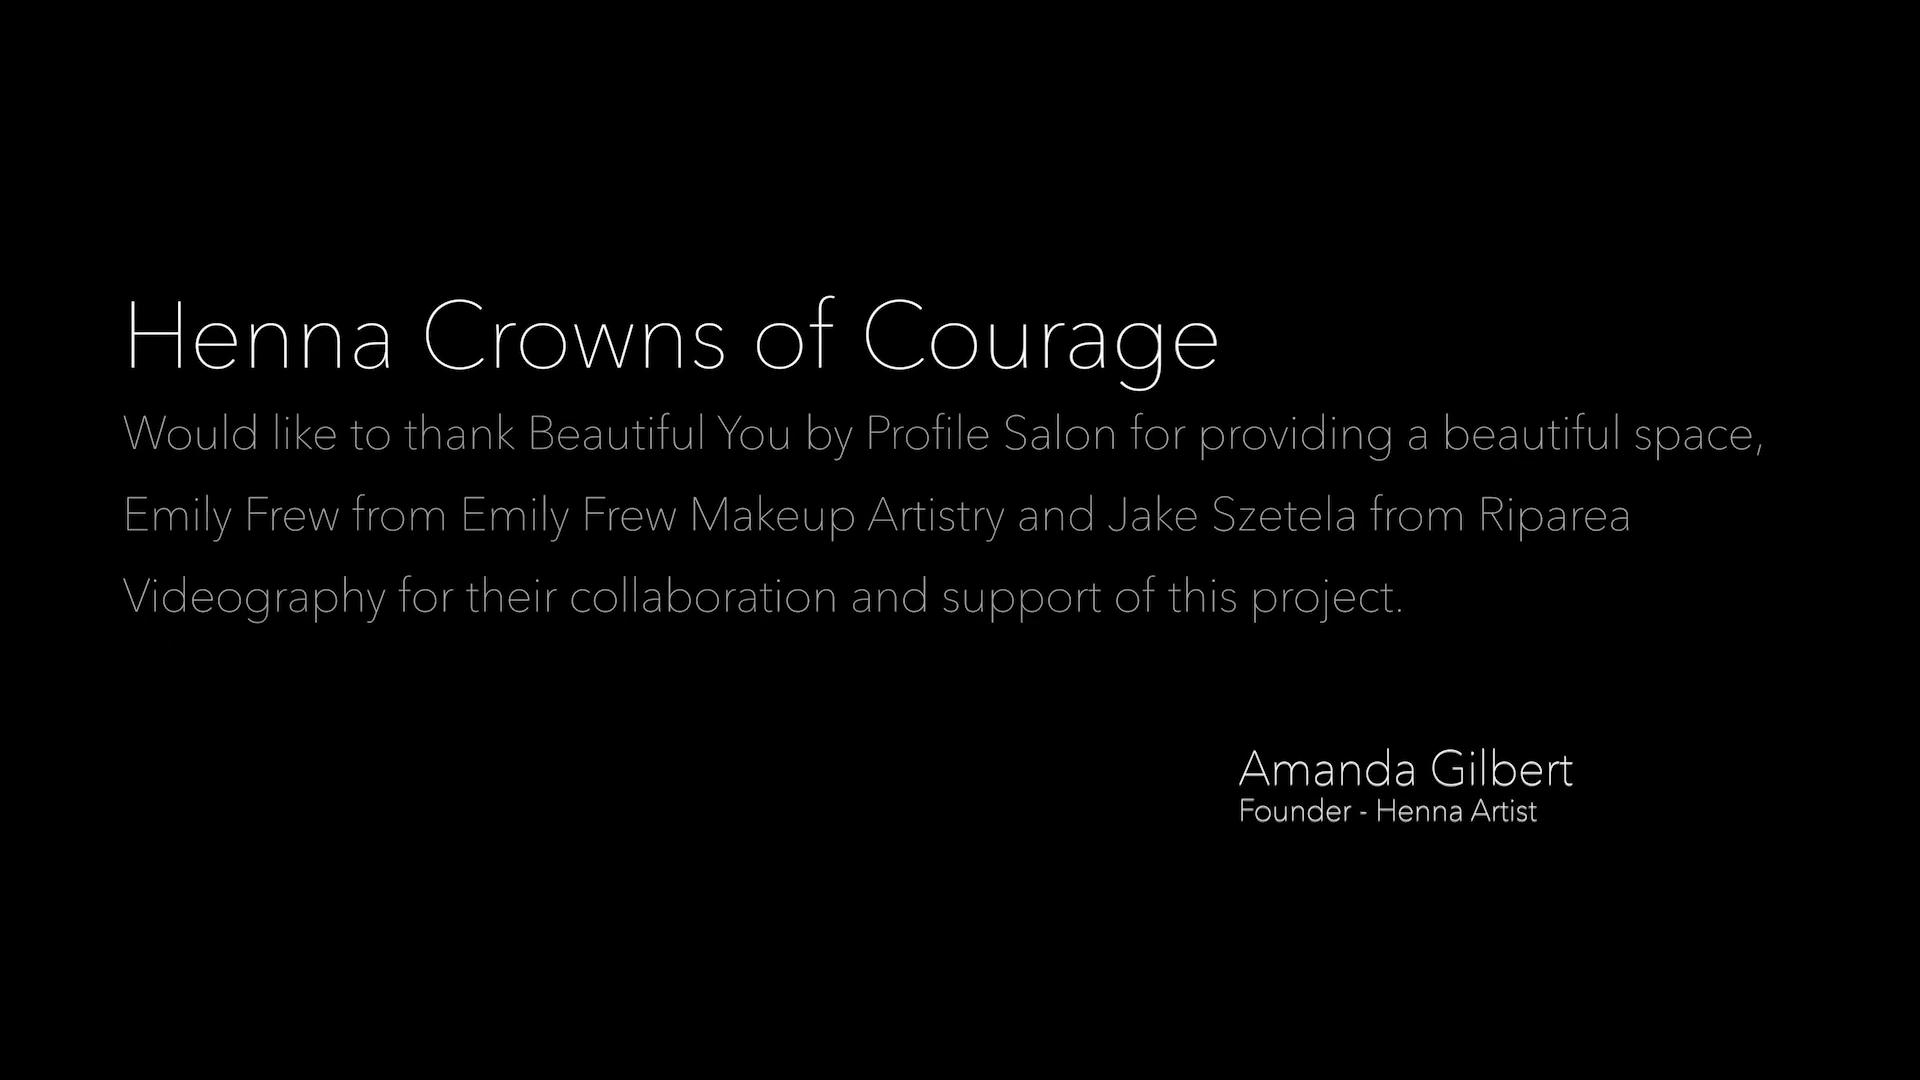 Henna Crowns of Courage
Would like to thank Beautiful You by Profile Salon for providing a beautiful space,
Emily Frew from Emily Frew Makeup Artistry and Jake Szetela from Riparea
Videography for their collaboration and support of this project.
Amanda Gilbert
Founder - Henna Artist